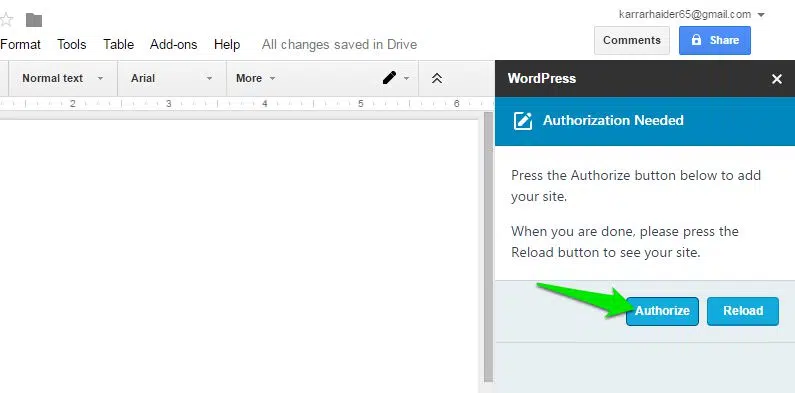 karrarhaider65@gmail.com
Format Tools Table Add-ons Help All changes saved in Drive
Comments
Share
Normal text Arial More
2 3 4 5 6
WordPress
Authorization Needed
Press the Authorize button below to add
your site.
When you are done, please press the
Reload button to see your site.
Authorize Reload